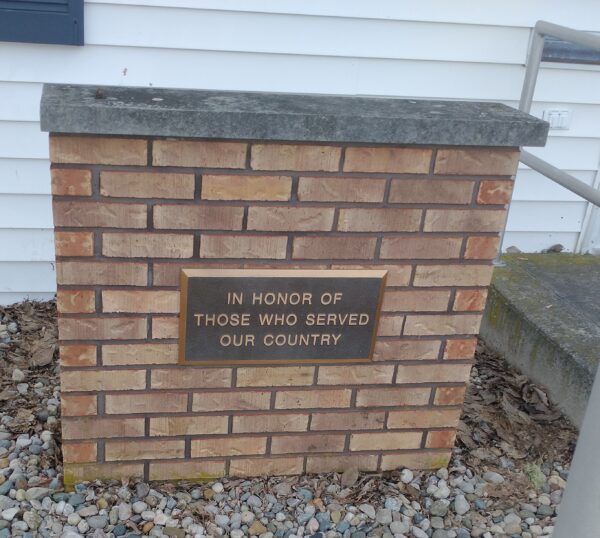 IN HONOR OF
THOSE WHO SERVED
OUR COUNTRY